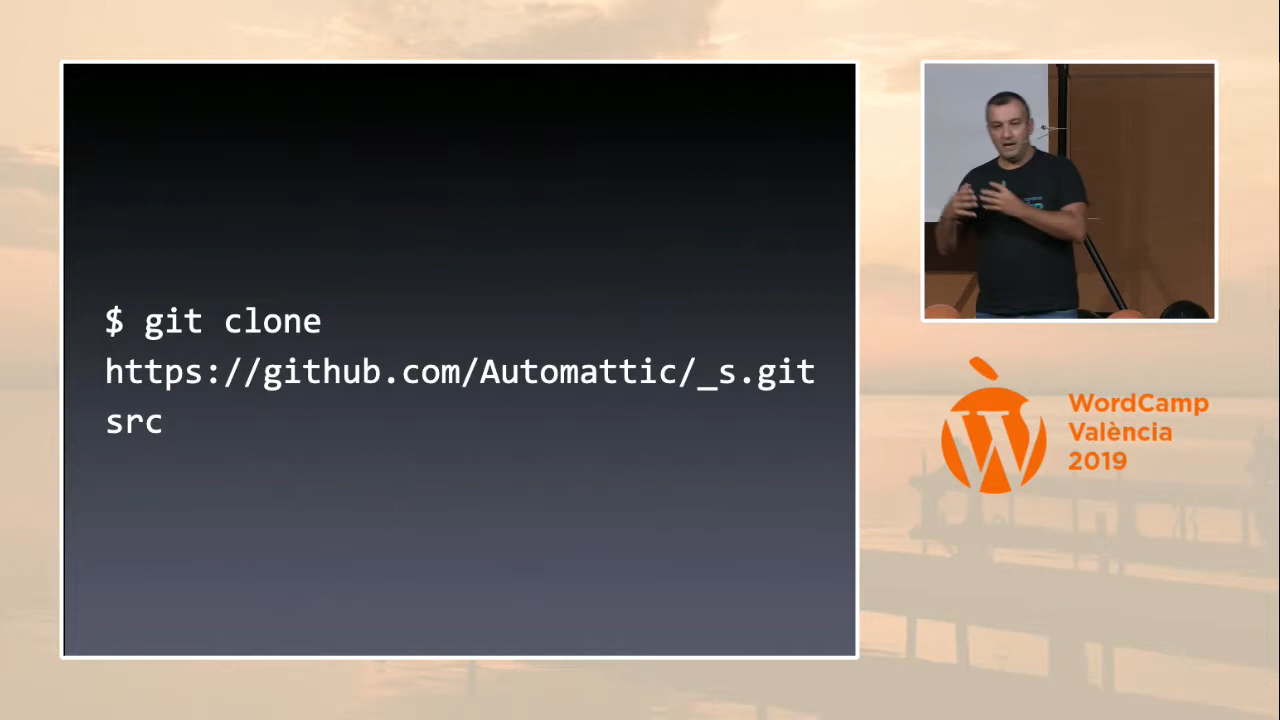 $ git clone
https://github.com/Automattic/_s.git
src
WordCamp
València
2019